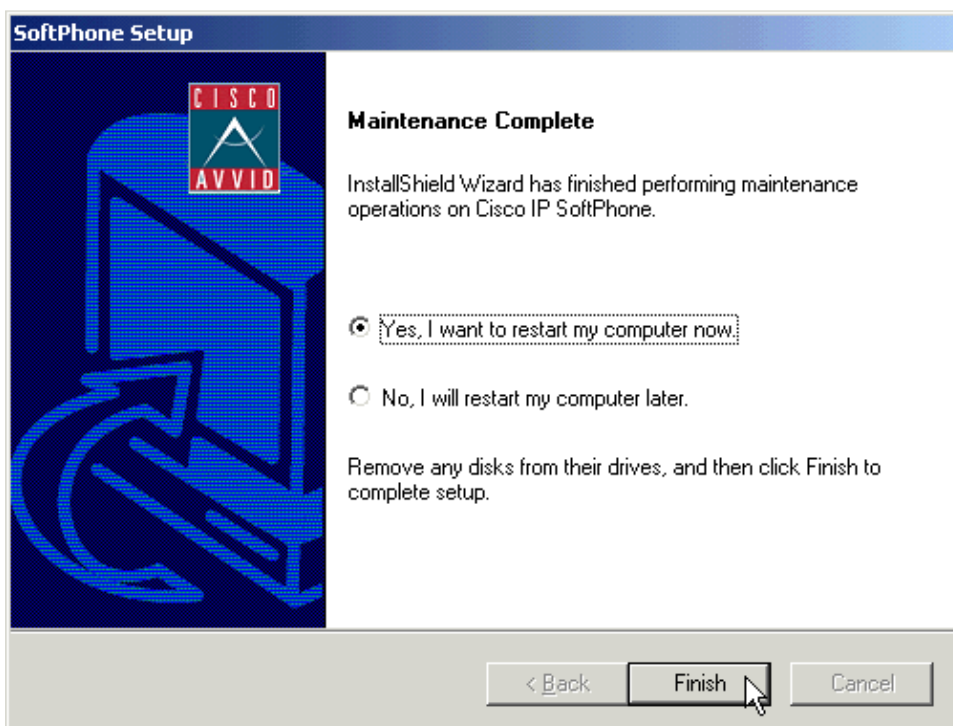 SoftPhone Setup
CISCO
AVVID
Maintenance Complete
InstallShield Wizard has finished performing maintenance
operations on Cisco IP SoftPhone.
Yes, I want to restart my computer now.
No, I will restart my computer later.
Remove any disks from their drives, and then click Finish to
complete setup.
< Back
Finish
Cancel